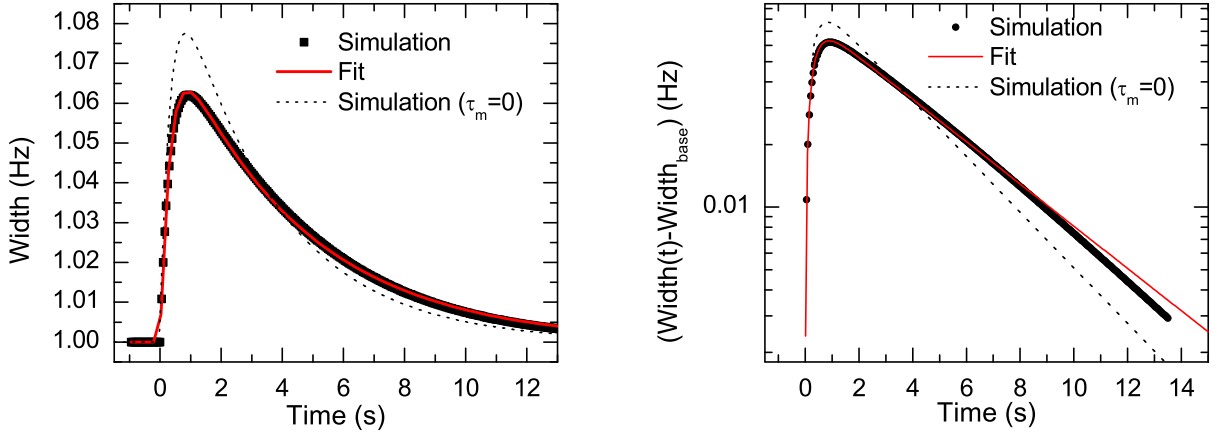 1.08
1.07
1.06
1.05
1.04
1.03
1.02
1.01
1.00
Width (Hz)
0 2 4 6 8 10 12
Time (s)
Simulation
Fit
Simulation (τm=0)
0.01
(Width(t)-Widthbase) (Hz)
0 2 4 6 8 10 12 14
Time (s)
Simulation
Fit
Simulation (τm=0)